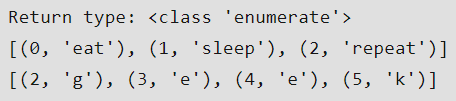 Return type: <class 'enumerate'>
[(0, 'eat'), (1, 'sleep'), (2, 'repeat')]
[(2, 'g'), (3, 'e'), (4, 'e'), (5, 'k')]